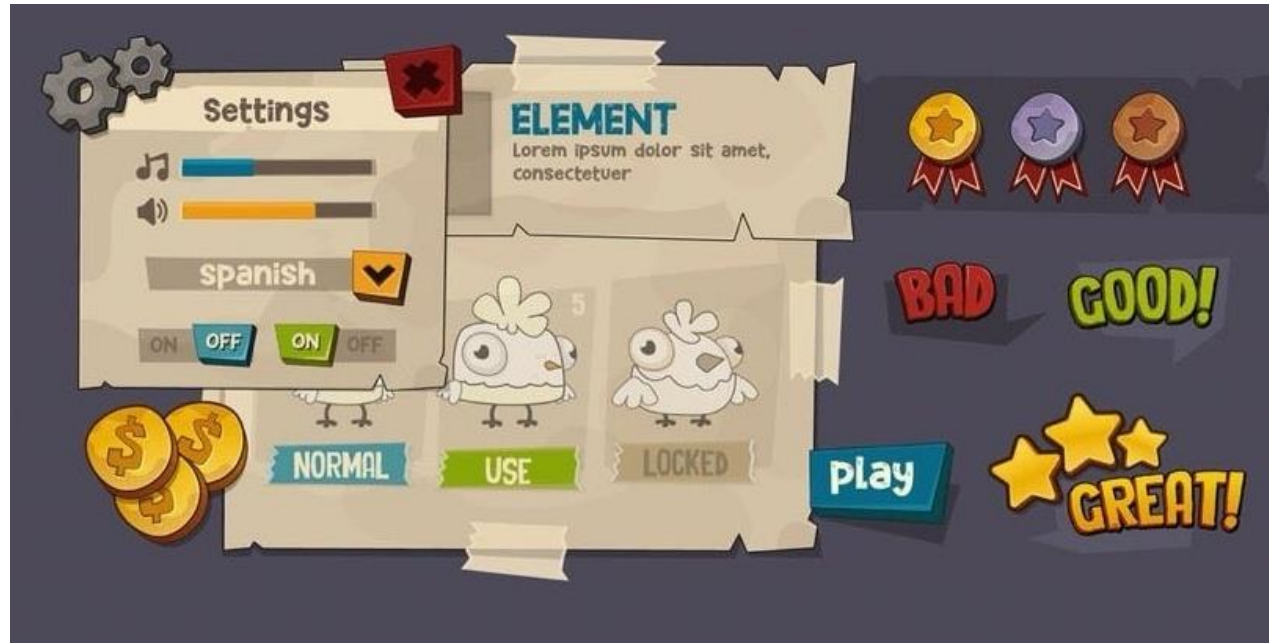 Settings
spanish
ON OFF ON OFF
ELEMENT
Lorem ipsum dolor sit amet,
consectetuer
5
NORMAL
USE
LOCKED
play
BAD
GOOD!
GREAT!
$ $ $